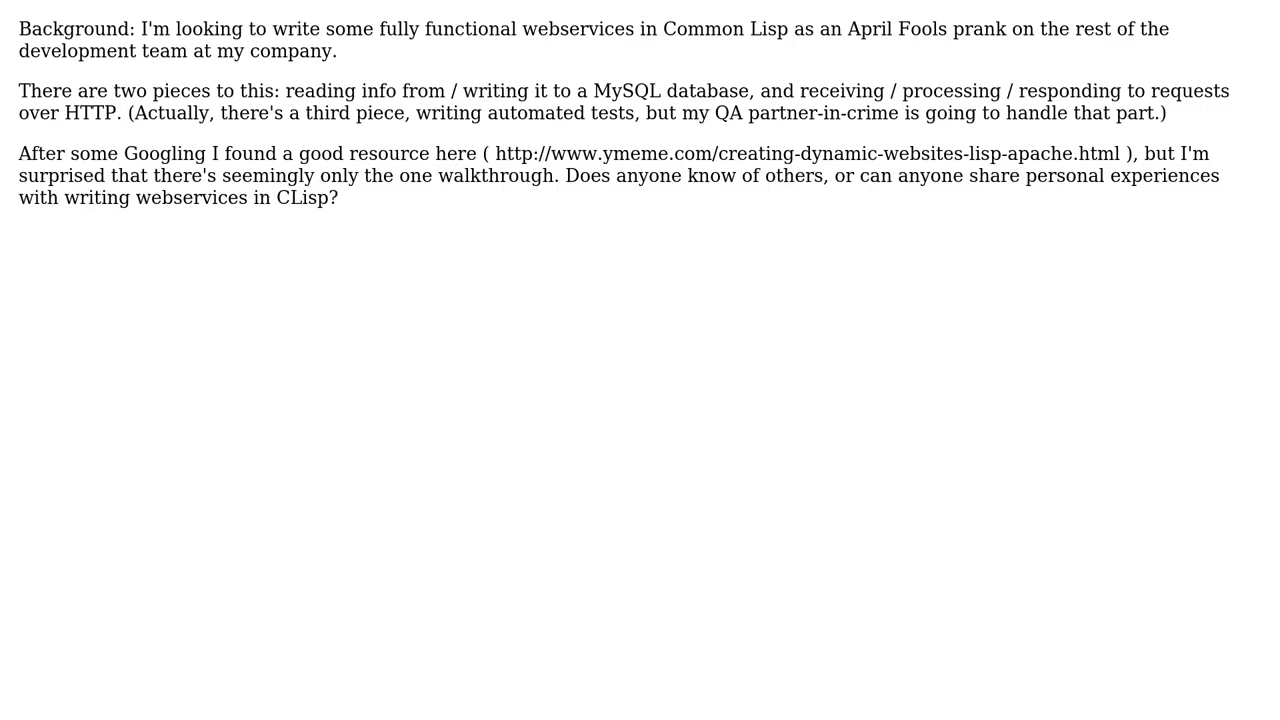 Background: I'm looking to write some fully functional webservices in Common Lisp as an April Fools prank on the rest of the
development team at my company.
There are two pieces to this: reading info from / writing it to a MySQL database, and receiving / processing / responding to requests
over HTTP. (Actually, there's a third piece, writing automated tests, but my QA partner-in-crime is going to handle that part.)
After some Googling I found a good resource here ( http://www.ymeme.com/creating-dynamic-websites-lisp-apache.html ), but I'm
surprised that there's seemingly only the one walkthrough. Does anyone know of others, or can anyone share personal experiences
with writing webservices in CLisp?